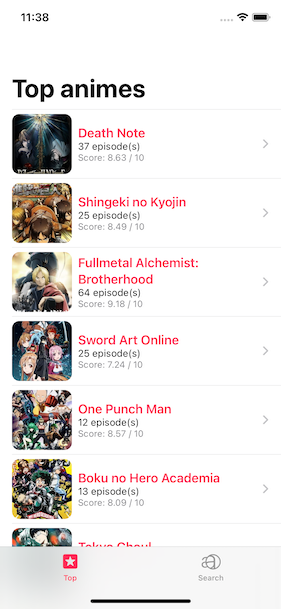 11:38
Top animes
Death Note
37 episode(s)
Score: 8.63 / 10
Shingeki no Kyojin
25 episode(s)
Score: 8.49 / 10
Fullmetal Alchemist:
Brotherhood
64 episode(s)
Score: 9.18 / 10
Sword Art Online
25 episode(s)
Score: 7.24 / 10
One Punch Man
12 episode(s)
Score: 8.57 / 10
Boku no Hero Academia
13 episode(s)
Score: 8.09 / 10
Tokyo Ghoul
Top
Search